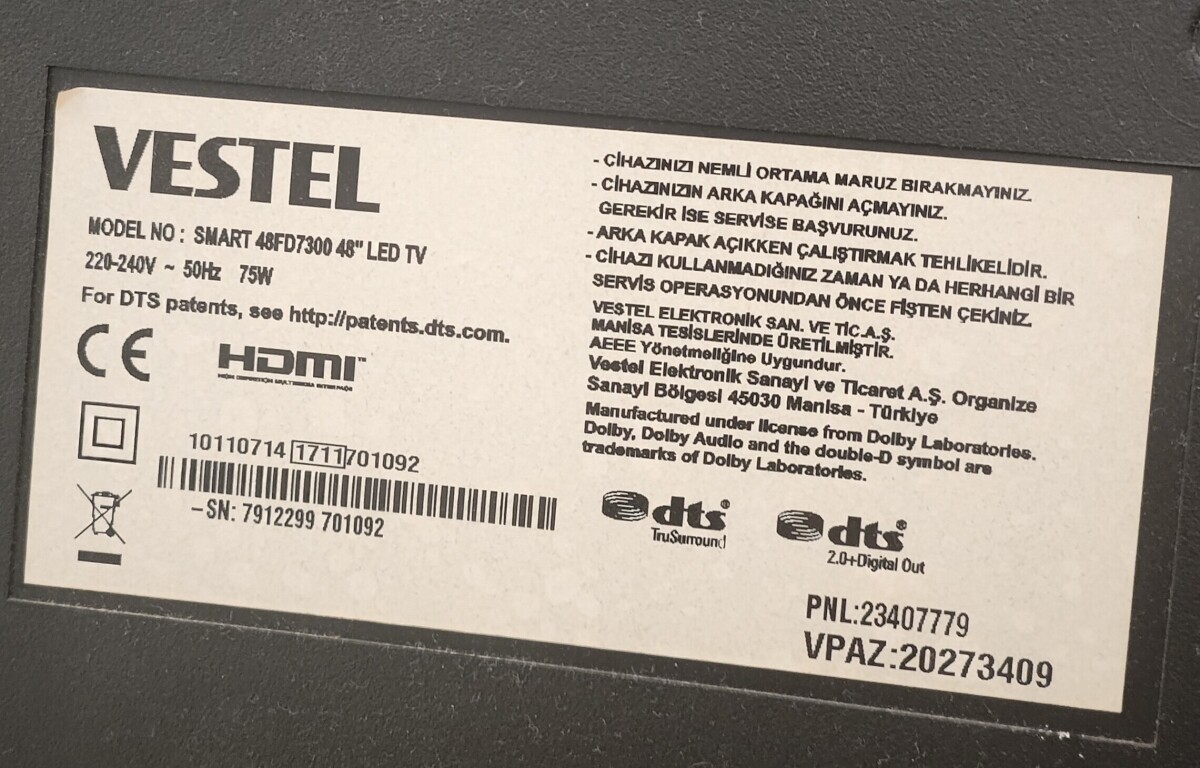 VESTEL
MODEL NO : SMART 48FD7300 48" LED TV
220-240V ~ 50Hz 75W
For DTS patents, see http://patents.dts.com.
CE
HDMI™
HIGH-DEFINITION MULTIMEDIA INTERFACE
10110714 1711701092
-SN: 7912299 701092
- CİHAZINIZI NEMLİ ORTAMA MARUZ BIRAKMAYINIZ.
- CİHAZINIZIN ARKA KAPAĞINI AÇMAYINIZ.
GEREKİR İSE SERVİSE BAŞVURUNUZ.
- ARKA KAPAK AÇIKKEN ÇALIŞTIRMAK TEHLİKELİDİR.
- CİHAZI KULLANMADIĞINIZ ZAMAN YA DA HERHANGİ BİR
SERVİS OPERASYONUNDAN ÖNCE FİŞTEN ÇEKİNİZ.
VESTEL ELEKTRONİK SAN. VE TİC.A.Ş.
MANİSA TESİSLERİNDE ÜRETİLMİŞTİR.
AEEE Yönetmeliğine Uygundur.
Vestel Elektronik Sanayi ve Ticaret A.Ş. Organize
Sanayi Bölgesi 45030 Manisa - Türkiye
Manufactured under license from Dolby Laboratories.
Dolby, Dolby Audio and the double-D symbol are
trademarks of Dolby Laboratories.
dts®
TruSurround
dts®
2.0+Digital Out
PNL:23407779
VPAZ:20273409